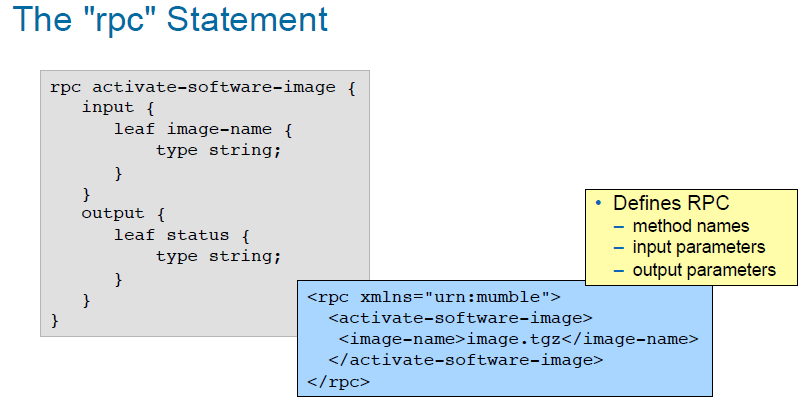 The "rpc" Statement
rpc activate-software-image {
input {
leaf image-name {
type string;
}
}
output {
leaf status {
type string;
}
}
}
• Defines RPC
– method names
– input parameters
– output parameters
<rpc xmlns="urn:mumble">
<activate-software-image>
<image-name>image.tgz</image-name>
</activate-software-image>
</rpc>